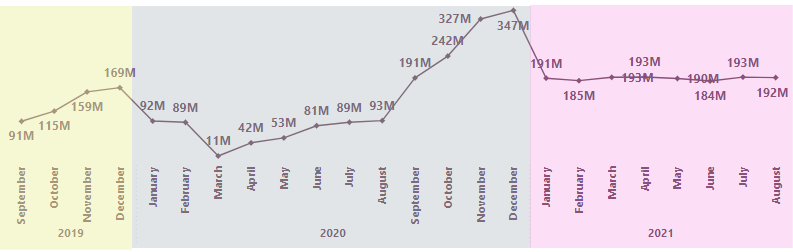 91M
115M
159M
169M
92M
89M
11M
42M
53M
81M
89M
93M
191M
242M
327M
347M
191M
185M
193M
193M
190M
184M
193M
192M
September
October
November
December
January
February
March
April
May
June
July
August
September
October
November
December
January
February
March
April
May
June
July
August
2019
2020
2021